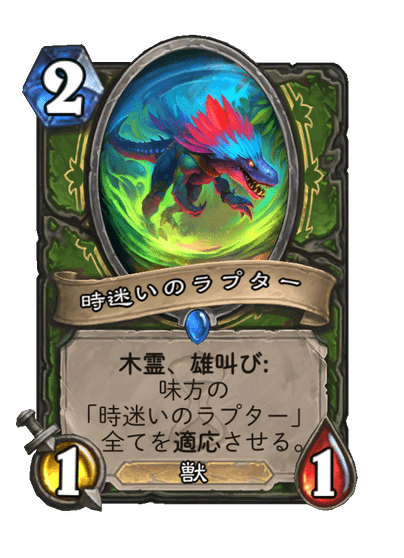 2
時迷いのラプター
木霊、雄叫び:
味方の
「時迷いのラプター」
全てを適応させる。
獣
1
1